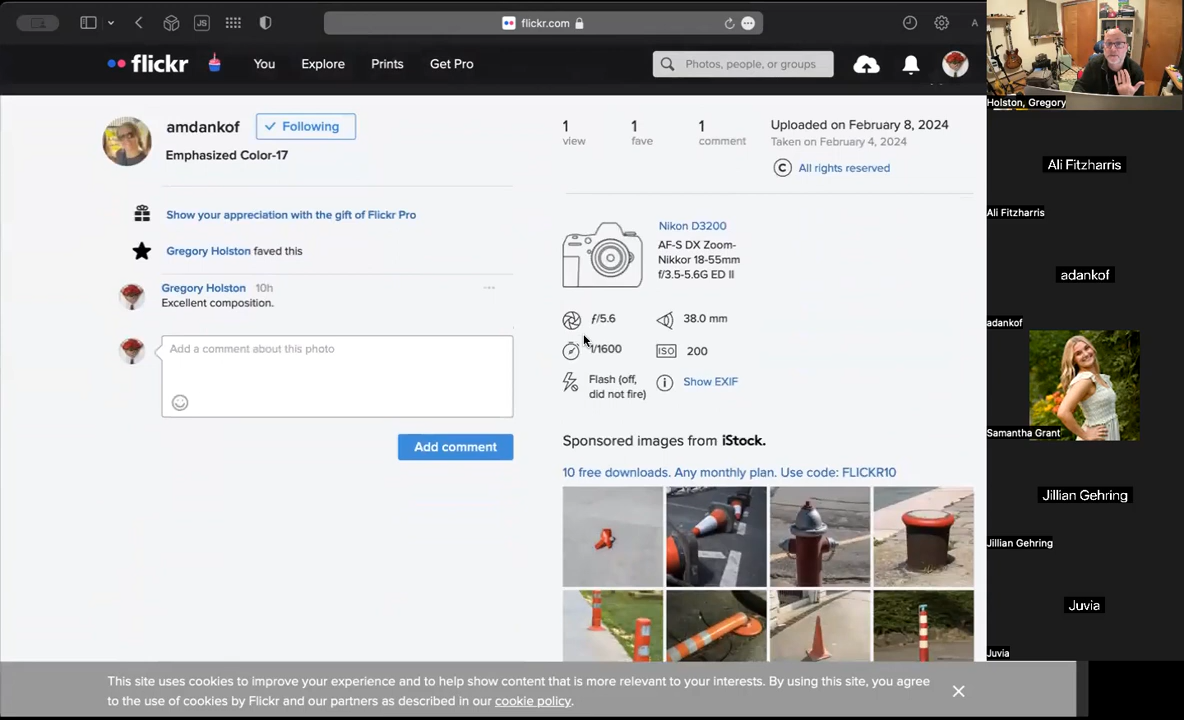 JS
flickr.com
A
flickr
You
Explore
Prints
Get Pro
Photos, people, or groups
amdankof
Following
Emphasized Color-17
Show your appreciation with the gift of Flickr Pro
Gregory Holston faved this
Gregory Holston 10h
Excellent composition.
Add a comment about this photo
Add comment
1
view
1
fave
1
comment
Uploaded on February 8, 2024
Taken on February 4, 2024
C All rights reserved
Nikon D3200
AF-S DX Zoom-
Nikkor 18-55mm
f/3.5-5.6G ED II
ƒ/5.6
38.0 mm
1/1600
ISO 200
Flash (off,
did not fire)
Show EXIF
Sponsored images from iStock.
10 free downloads. Any monthly plan. Use code: FLICKR10
This site uses cookies to improve your experience and to help show content that is more relevant to your interests. By using this site, you agree
to the use of cookies by Flickr and our partners as described in our cookie policy.
Holston, Gregory
Ali Fitzharris
Ali Fitzharris
adankof
adankof
Samantha Grant
Jillian Gehring
Jillian Gehring
Juvia
Juvia